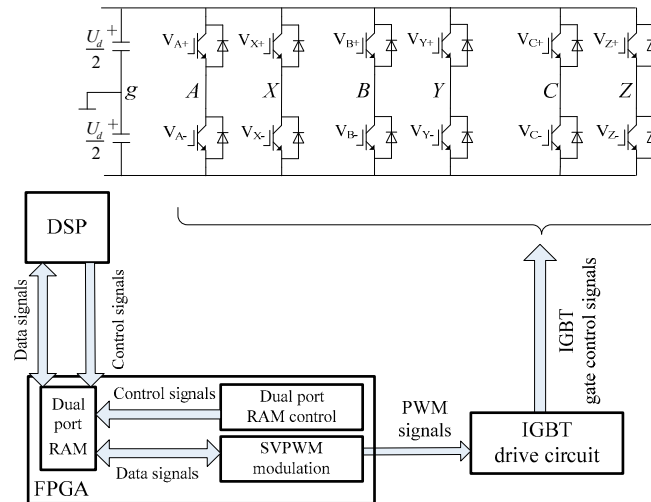 U_d
2
+
U_d
2
+
g
V_A+
V_X+
V_B+
V_Y+
V_C+
V_Z+
A
X
B
Y
C
Z
V_A-
V_X-
V_B-
V_Y-
V_C-
V_Z-
DSP
Data signals
Control signals
IGBT
gate control signals
Dual
port
RAM
Control signals
Dual port
RAM control
Data signals
SVPWM
modulation
FPGA
PWM
signals
IGBT
drive circuit